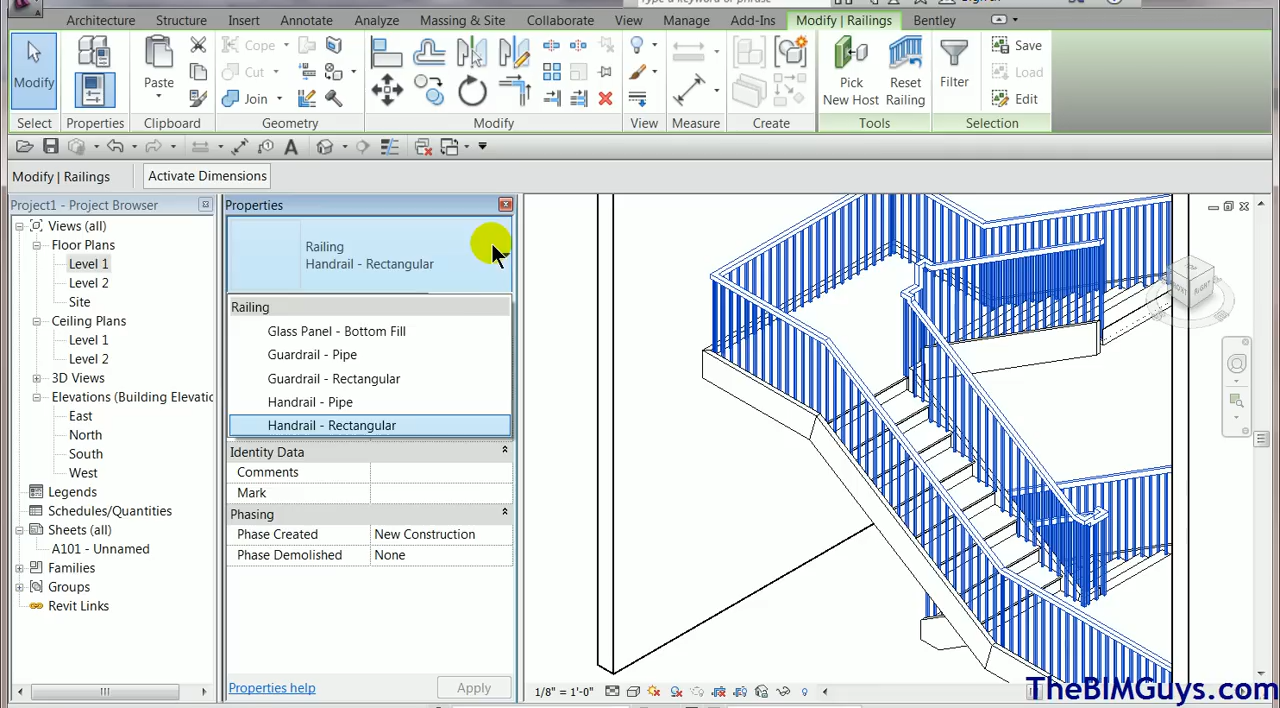 Architecture Structure Insert Annotate Analyze Massing & Site Collaborate View Manage Add-Ins Modify | Railings Bentley
Modify
Paste
Cope
Cut
Join
Pick
New Host
Reset
Railing
Filter
Save
Load
Edit
Select Properties Clipboard Geometry Modify View Measure Create Tools Selection
Modify | Railings Activate Dimensions
Project1 - Project Browser
Views (all)
Floor Plans
Level 1
Level 2
Site
Ceiling Plans
Level 1
Level 2
3D Views
Elevations (Building Elevatio
East
North
South
West
Legends
Schedules/Quantities
Sheets (all)
A101 - Unnamed
Families
Groups
Revit Links
Properties
Railing
Handrail - Rectangular
Railing
Glass Panel - Bottom Fill
Guardrail - Pipe
Guardrail - Rectangular
Handrail - Pipe
Handrail - Rectangular
Identity Data
Comments
Mark
Phasing
Phase Created New Construction
Phase Demolished None
Properties help Apply
FRONT RIGHT
1/8" = 1'-0"
TheBIMGuys.com